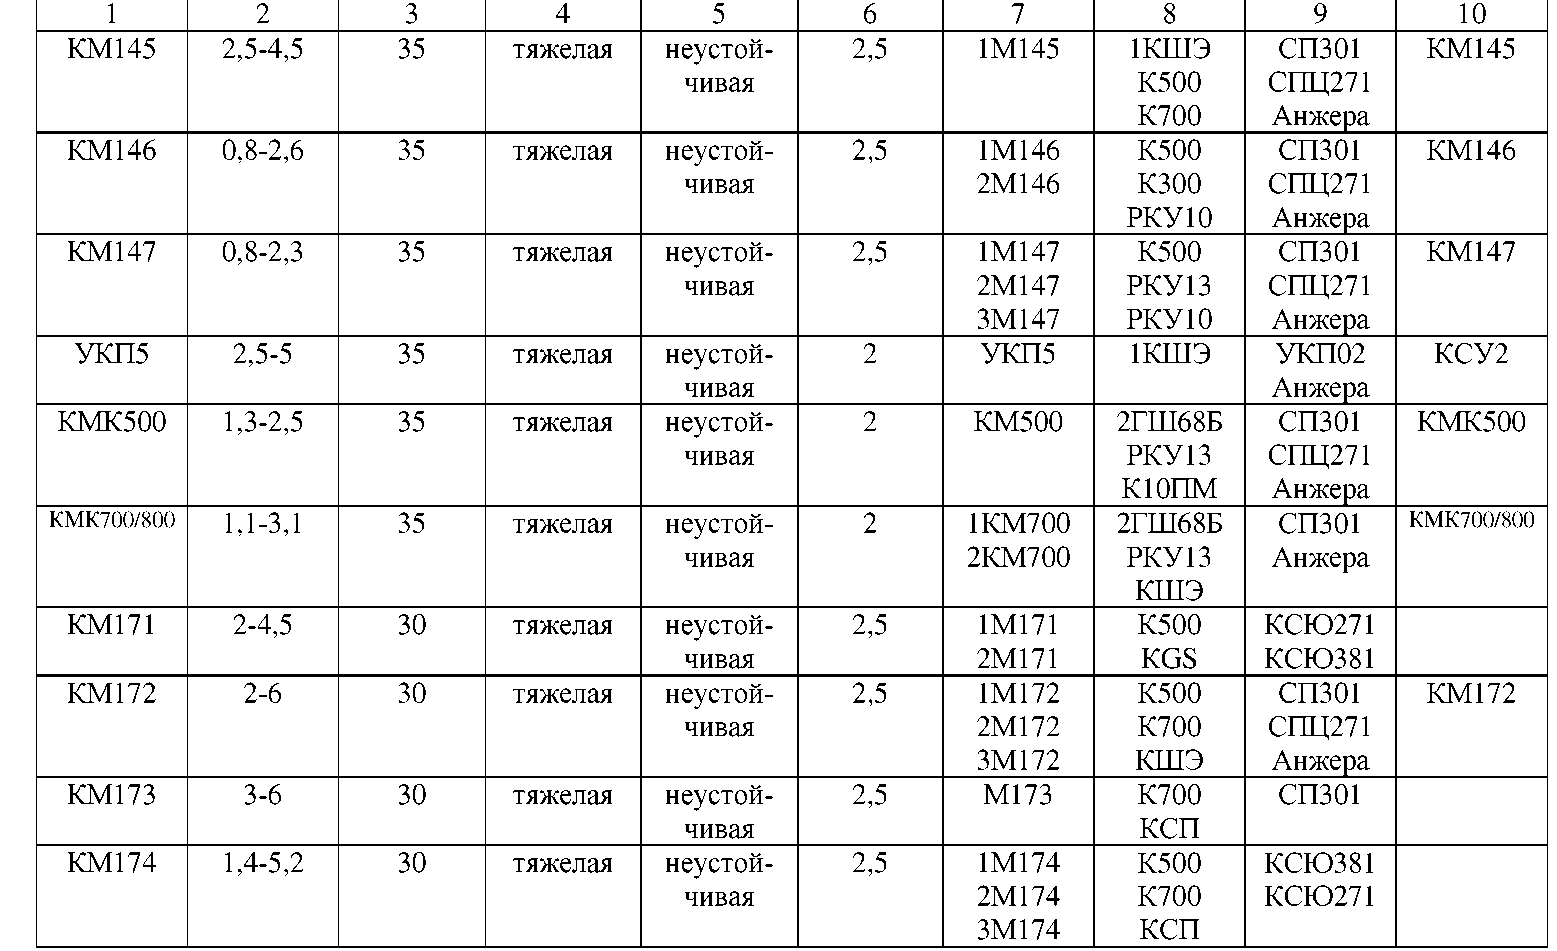 1 2 3 4 5 6 7 8 9 10
КМ145 2,5-4,5 35 тяжелая неустой- 2,5 1М145 1КШЭ СП301 КМ145
чивая К500 СПЦ271
К700 Анжера
КМ146 0,8-2,6 35 тяжелая неустой- 2,5 1М146 К500 СП301 КМ146
чивая 2М146 К300 СПЦ271
РКУ10 Анжера
КМ147 0,8-2,3 35 тяжелая неустой- 2,5 1М147 К500 СП301 КМ147
чивая 2М147 РКУ13 СПЦ271
3М147 РКУ10 Анжера
УКП5 2,5-5 35 тяжелая неустой- 2 УКП5 1КШЭ УКП02 КСУ2
чивая Анжера
КМК500 1,3-2,5 35 тяжелая неустой- 2 КМ500 2ГШ68Б СП301 КМК500
чивая РКУ13 СПЦ271
К10ПМ Анжера
КМК700/800 1,1-3,1 35 тяжелая неустой- 2 1КМ700 2ГШ68Б СП301 КМК700/800
чивая 2КМ700 РКУ13 Анжера
КШЭ
КМ171 2-4,5 30 тяжелая неустой- 2,5 1М171 К500 КСЮ271
чивая 2М171 KGS КСЮ381
КМ172 2-6 30 тяжелая неустой- 2,5 1М172 К500 СП301 КМ172
чивая 2М172 К700 СПЦ271
3М172 КШЭ Анжера
КМ173 3-6 30 тяжелая неустой- 2,5 М173 К700 СП301
чивая КСП
КМ174 1,4-5,2 30 тяжелая неустой- 2,5 1М174 К500 КСЮ381
чивая 2М174 К700 КСЮ271
3М174 КСП